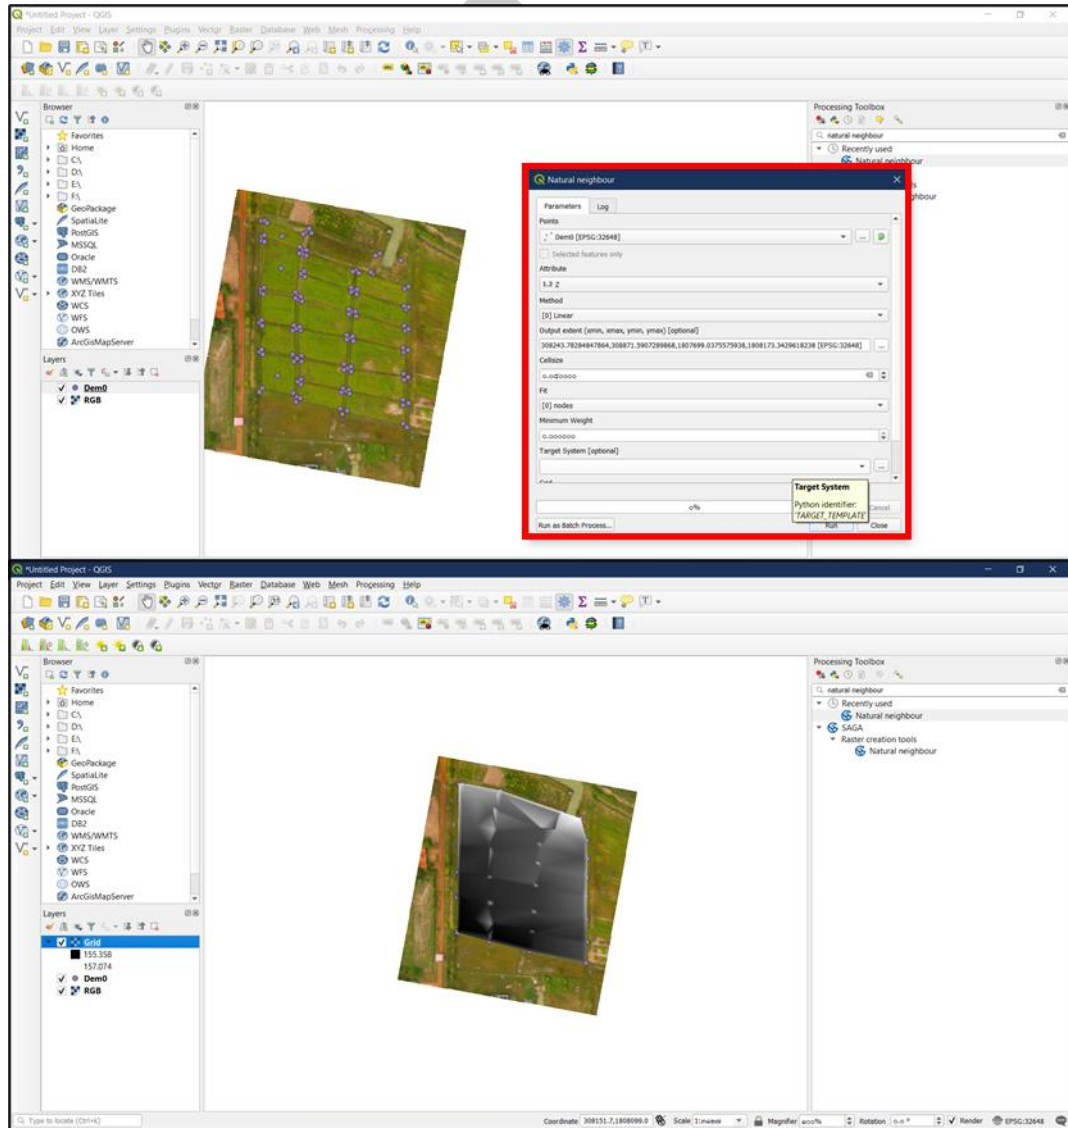 *Untitled Project - QGIS
Project Edit View Layer Settings Plugins Vector Raster Database Web Mesh Processing Help
Browser
Favorites
Home
C:\
D:\
E:\
F:\
GeoPackage
SpatiaLite
PostGIS
MSSQL
Oracle
DB2
WMS/WMTS
XYZ Tiles
WCS
WFS
OWS
ArcGisMapServer
Layers
Dem0
RGB
Processing Toolbox
natural neighbour
Recently used
Natural neighbour
Natural neighbour
Parameters Log
Points
Dem0 [EPSG:32648]
Selected features only
Attribute
1.2 Z
Method
[0] Linear
Output extent (xmin, xmax, ymin, ymax) [optional]
308243.78284847864,308871.5907289868,1807699.0375575938,1808173.3429618238 [EPSG:32648]
Cellsize
Fit
[0] nodes
Minimum Weight
0.000000
Target System [optional]
Target System
Python identifier:
'TARGET_TEMPLATE'
0%
Cancel
Run as Batch Process...
Run Close
*Untitled Project - QGIS
Project Edit View Layer Settings Plugins Vector Raster Database Web Mesh Processing Help
Browser
Favorites
Home
C:\
D:\
E:\
F:\
GeoPackage
SpatiaLite
PostGIS
MSSQL
Oracle
DB2
WMS/WMTS
XYZ Tiles
WCS
WFS
OWS
ArcGisMapServer
Layers
Grid
155.358
157.074
Dem0
RGB
Processing Toolbox
natural neighbour
Recently used
Natural neighbour
SAGA
Raster creation tools
Natural neighbour
Type to locate (Ctrl+K)
Coordinate 308151.7,1808099.0 Scale Magnifier Rotation 0.0 ° Render EPSG:32648